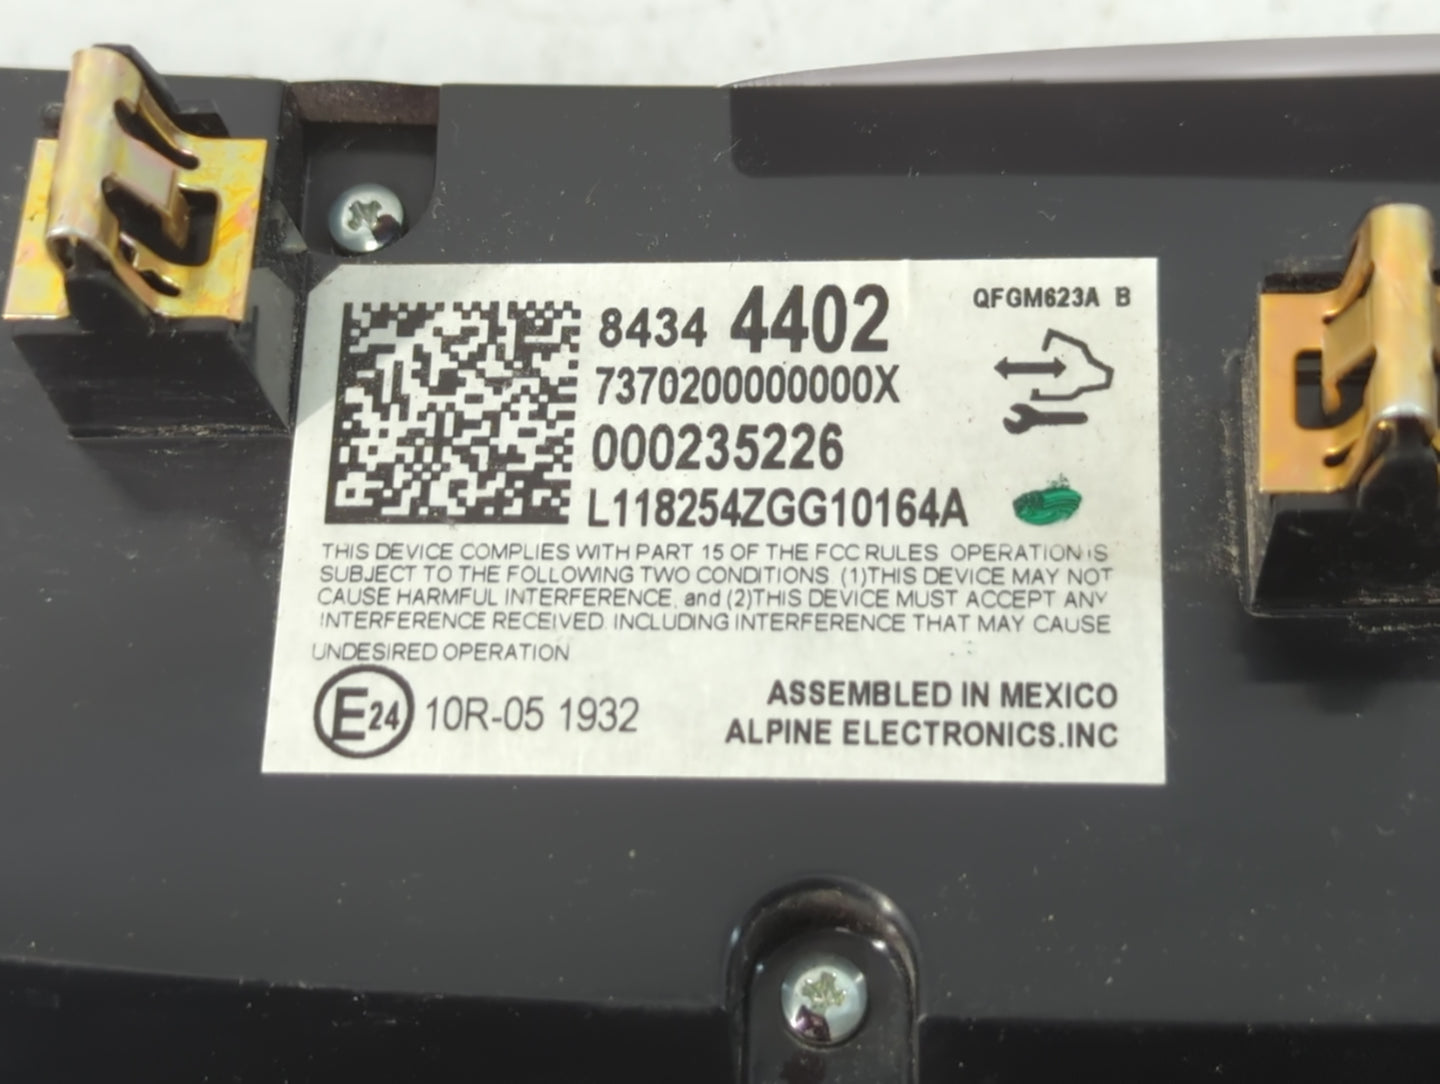 8434 4402
QFGM623A B
7370200000000X
000235226
L118254ZGG10164A
THIS DEVICE COMPLIES WITH PART 15 OF THE FCC RULES OPERATION IS
SUBJECT TO THE FOLLOWING TWO CONDITIONS (1)THIS DEVICE MAY NOT
CAUSE HARMFUL INTERFERENCE, and (2)THIS DEVICE MUST ACCEPT ANY
INTERFERENCE RECEIVED. INCLUDING INTERFERENCE THAT MAY CAUSE
UNDESIRED OPERATION
E24 10R-05 1932
ASSEMBLED IN MEXICO
ALPINE ELECTRONICS.INC